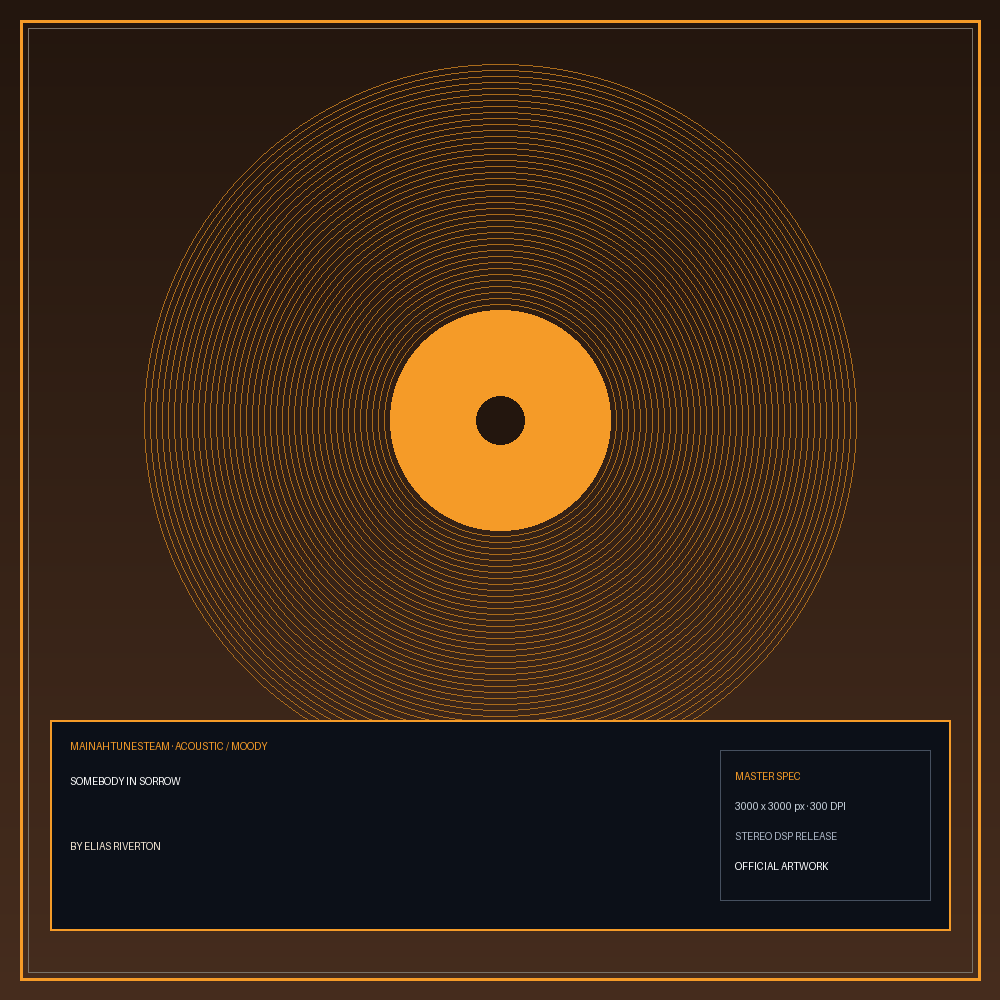 MAINAHTUNESTEAM · ACOUSTIC / MOODY
SOMEBODY IN SORROW
BY ELIAS RIVERTON
MASTER SPEC
3000 x 3000 px · 300 DPI
STEREO DSP RELEASE
OFFICIAL ARTWORK